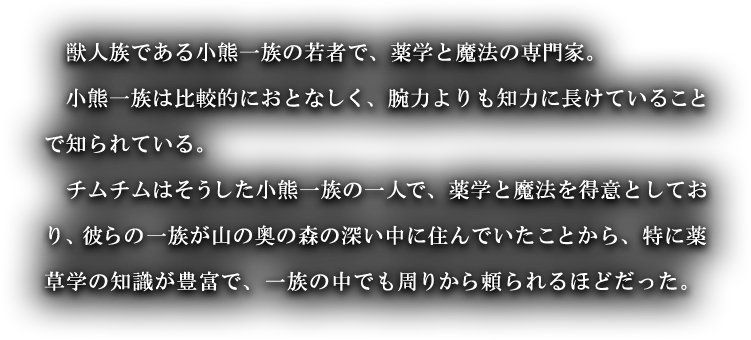 獣人族である小熊一族の若者で、薬学と魔法の専門家。
小熊一族は比較的におとなしく、腕力よりも知力に長けていること
で知られている。
チムチムはそうした小熊一族の一人で、薬学と魔法を得意としてお
り、彼らの一族が山の奥の森の深い中に住んでいたことから、特に薬
草学の知識が豊富で、一族の中でも周りから頼られるほどだった。